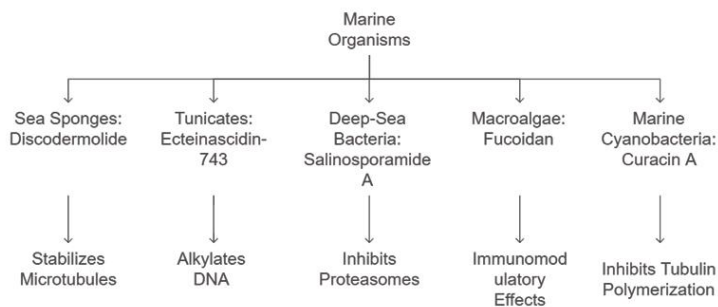 Marine
Organisms
Sea Sponges:
Discodermolide
Tunicates:
Ecteinascidin-
743
Deep-Sea
Bacteria:
Salinosporamide
A
Macroalgae:
Fucoidan
Marine
Cyanobacteria:
Curacin A
Stabilizes
Microtubules
Alkylates
DNA
Inhibits
Proteasomes
Immunomod
ulatory
Effects
Inhibits Tubulin
Polymerization